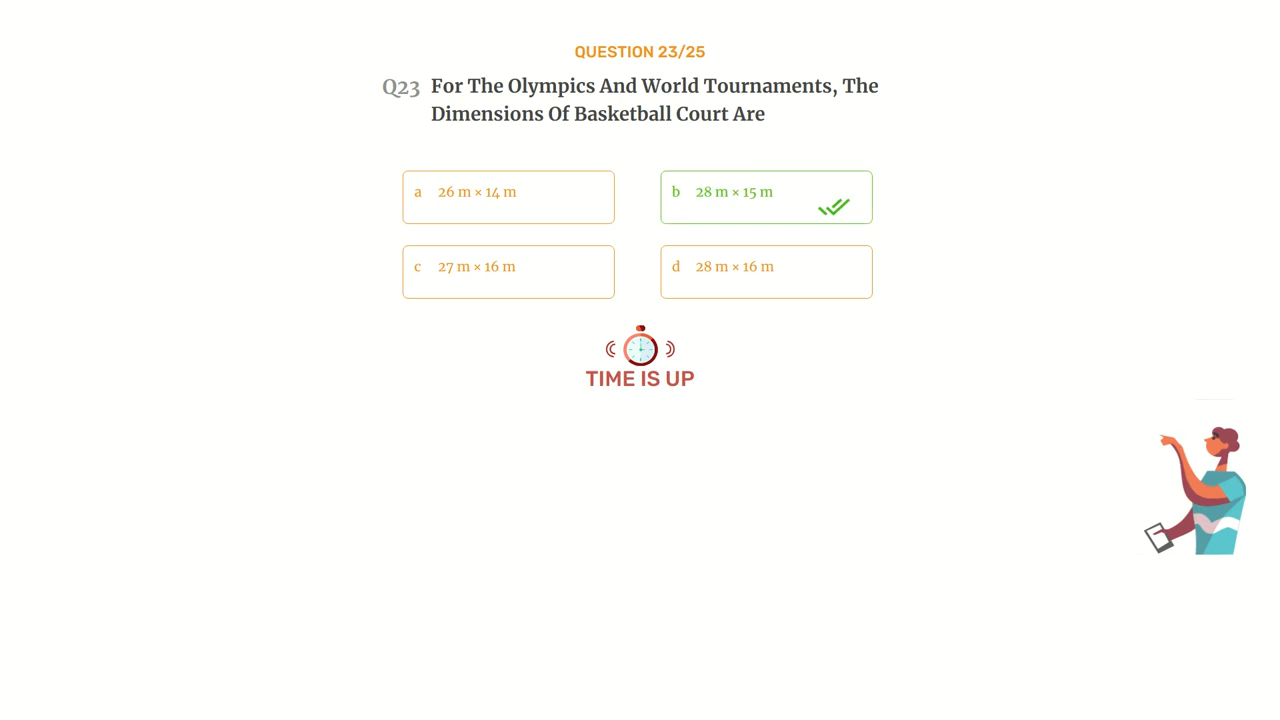 QUESTION 23/25
Q23 For The Olympics And World Tournaments, The
Dimensions Of Basketball Court Are
a 26 m × 14 m
b 28 m × 15 m
c 27 m × 16 m
d 28 m × 16 m
TIME IS UP